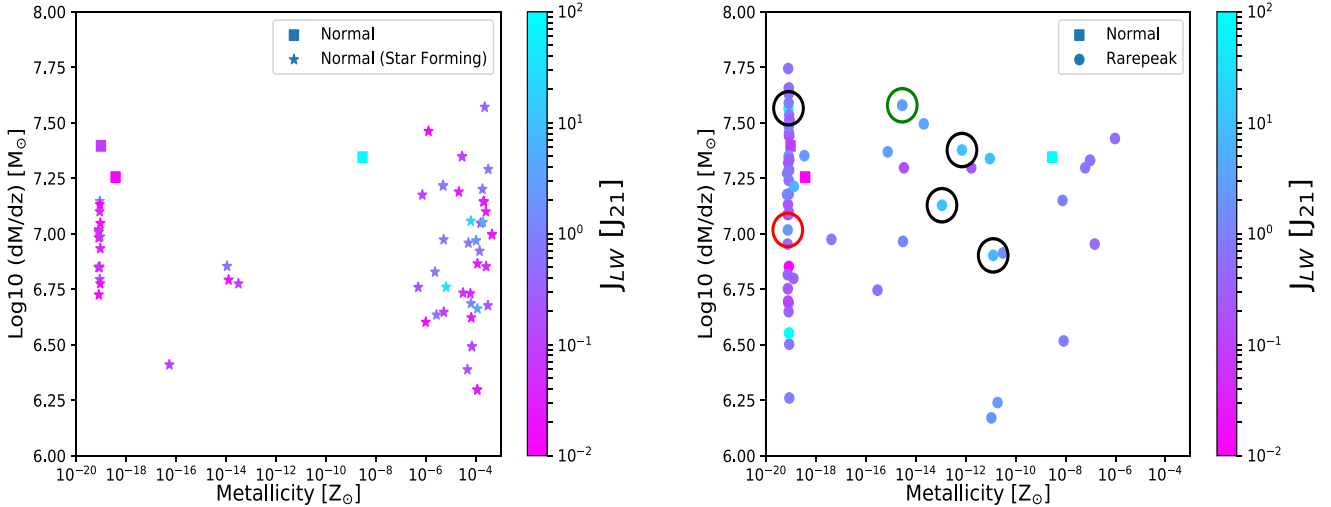 8.00
7.75
7.50
7.25
7.00
6.75
6.50
6.25
6.00
Log10 (dM/dz) [M⊙]
10⁻²⁰ 10⁻¹⁸ 10⁻¹⁶ 10⁻¹⁴ 10⁻¹² 10⁻¹⁰ 10⁻⁸ 10⁻⁶ 10⁻⁴
Metallicity [Z⊙]
Normal
Normal (Star Forming)
10²
10¹
10⁰
10⁻¹
10⁻²
J_LW [J₂₁]
8.00
7.75
7.50
7.25
7.00
6.75
6.50
6.25
6.00
Log10 (dM/dz) [M⊙]
10⁻²⁰ 10⁻¹⁸ 10⁻¹⁶ 10⁻¹⁴ 10⁻¹² 10⁻¹⁰ 10⁻⁸ 10⁻⁶ 10⁻⁴
Metallicity [Z⊙]
Normal
Rarepeak
10²
10¹
10⁰
10⁻¹
10⁻²
J_LW [J₂₁]